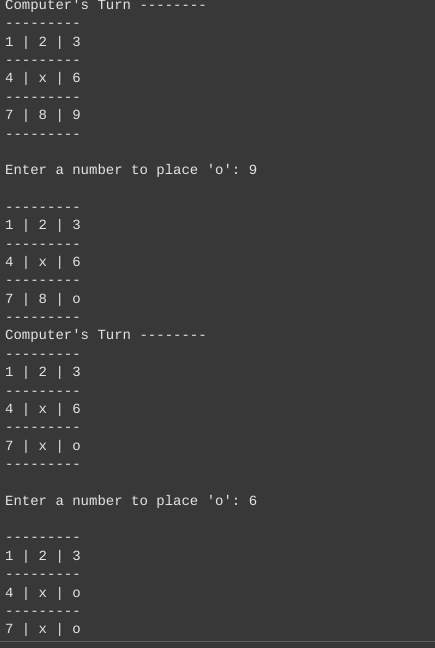 Computer's Turn --------
---------
1 | 2 | 3
---------
4 | x | 6
---------
7 | 8 | 9
---------
Enter a number to place 'o': 9
---------
1 | 2 | 3
---------
4 | x | 6
---------
7 | 8 | o
---------
Computer's Turn --------
---------
1 | 2 | 3
---------
4 | x | 6
---------
7 | x | o
---------
Enter a number to place 'o': 6
---------
1 | 2 | 3
---------
4 | x | o
---------
7 | x | o